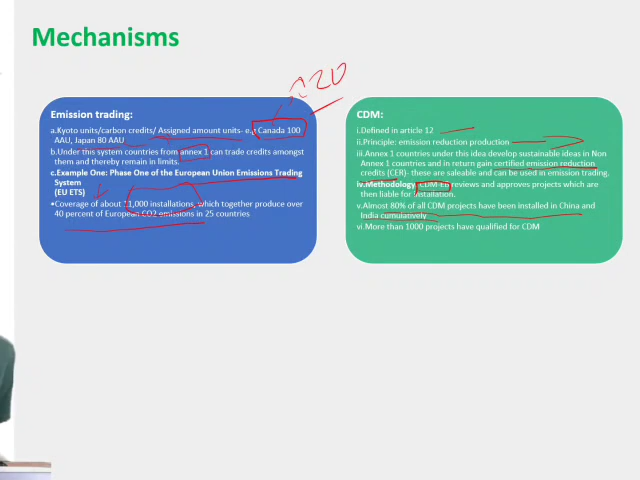 Mechanisms
Emission trading:
a.Kyoto units/carbon credits/ Assigned amount units- e.g Canada 100
AAU, Japan 80 AAU
b.Under this system countries from annex 1 can trade credits amongst
them and thereby remain in limits.
c.Example One: Phase One of the European Union Emissions Trading
System
(EU ETS)
•Coverage of about 11,000 installations, which together produce over
40 percent of European CO2 emissions in 25 countries
20
CDM:
i.Defined in article 12
ii.Principle: emission reduction production
iii.Annex 1 countries under this idea develop sustainable ideas in Non
Annex 1 countries and in return gain certified emission reduction
credits (CER)- these are saleable and can be used in emission trading.
iv.Methodology: CDM-EB reviews and approves projects which are
then liable for installation.
v.Almost 80% of all CDM projects have been installed in China and
India cumulatively
vi.More than 1000 projects have qualified for CDM